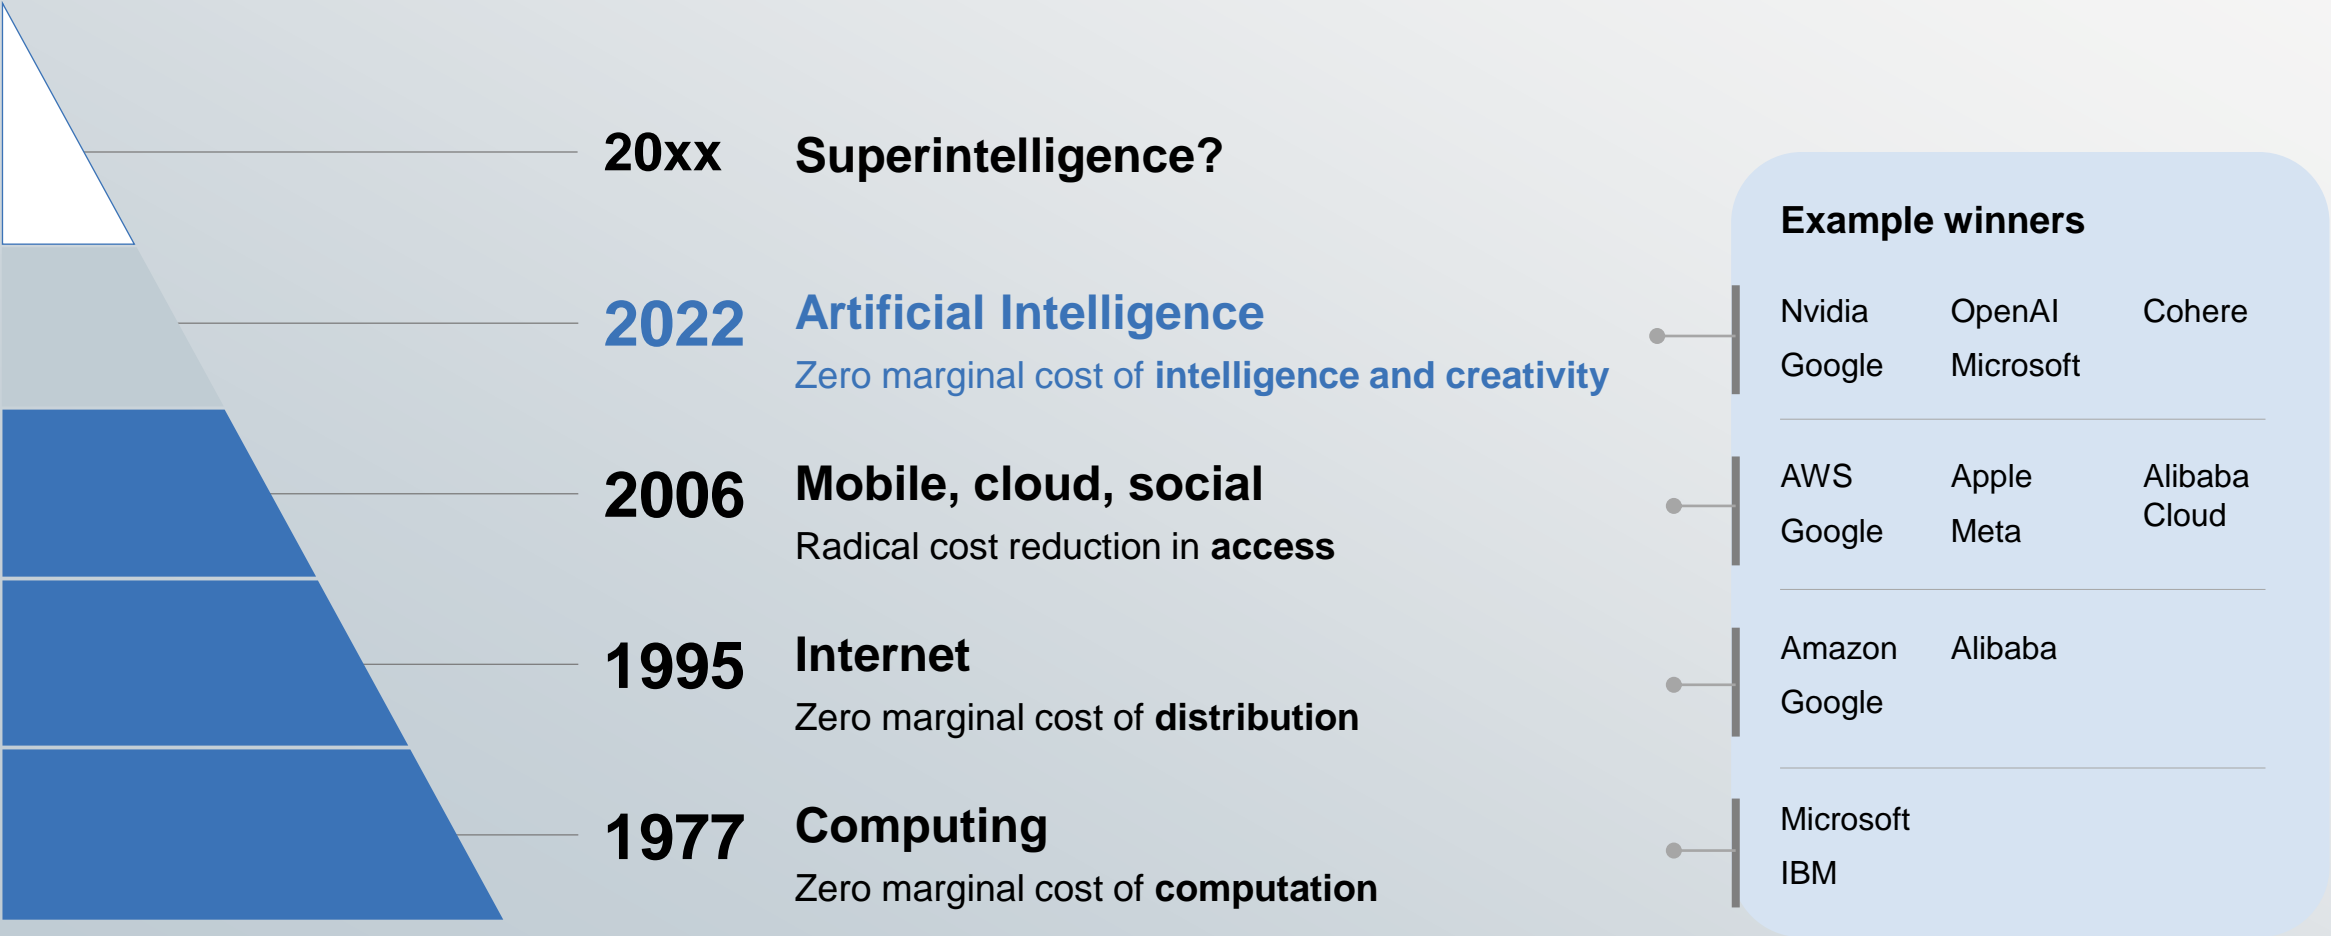 20xx Superintelligence?
Example winners
2022 Artificial Intelligence
Zero marginal cost of intelligence and creativity
Nvidia OpenAI Cohere
Google Microsoft
2006 Mobile, cloud, social
Radical cost reduction in access
AWS Apple Alibaba
Cloud
Google Meta
1995 Internet
Zero marginal cost of distribution
Amazon Alibaba
Google
1977 Computing
Zero marginal cost of computation
Microsoft
IBM